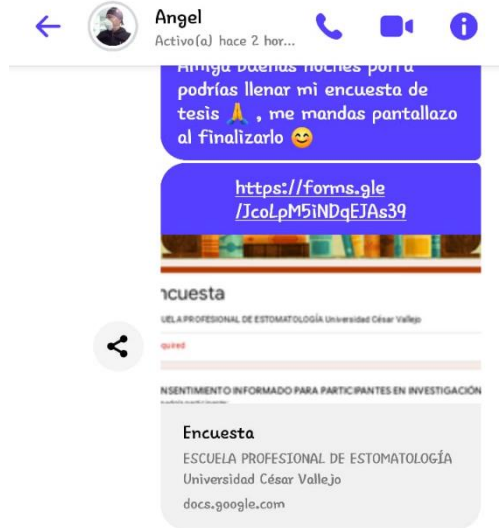 Angel
Activo(a) hace 2 hor...
Amiga buenas noches porfa
podrías llenar mi encuesta de
tesis 🙏 , me mandas pantallazo
al finalizarlo 😊
https://forms.gle
/JcoLpM5iNDqEJAs39
ncuesta
UELA PROFESIONAL DE ESTOMATOLOGÍA Universidad César Vallejo
quired
NSENTIMIENTO INFORMADO PARA PARTICIPANTES EN INVESTIGACIÓN
Encuesta
ESCUELA PROFESIONAL DE ESTOMATOLOGÍA
Universidad César Vallejo
docs.google.com